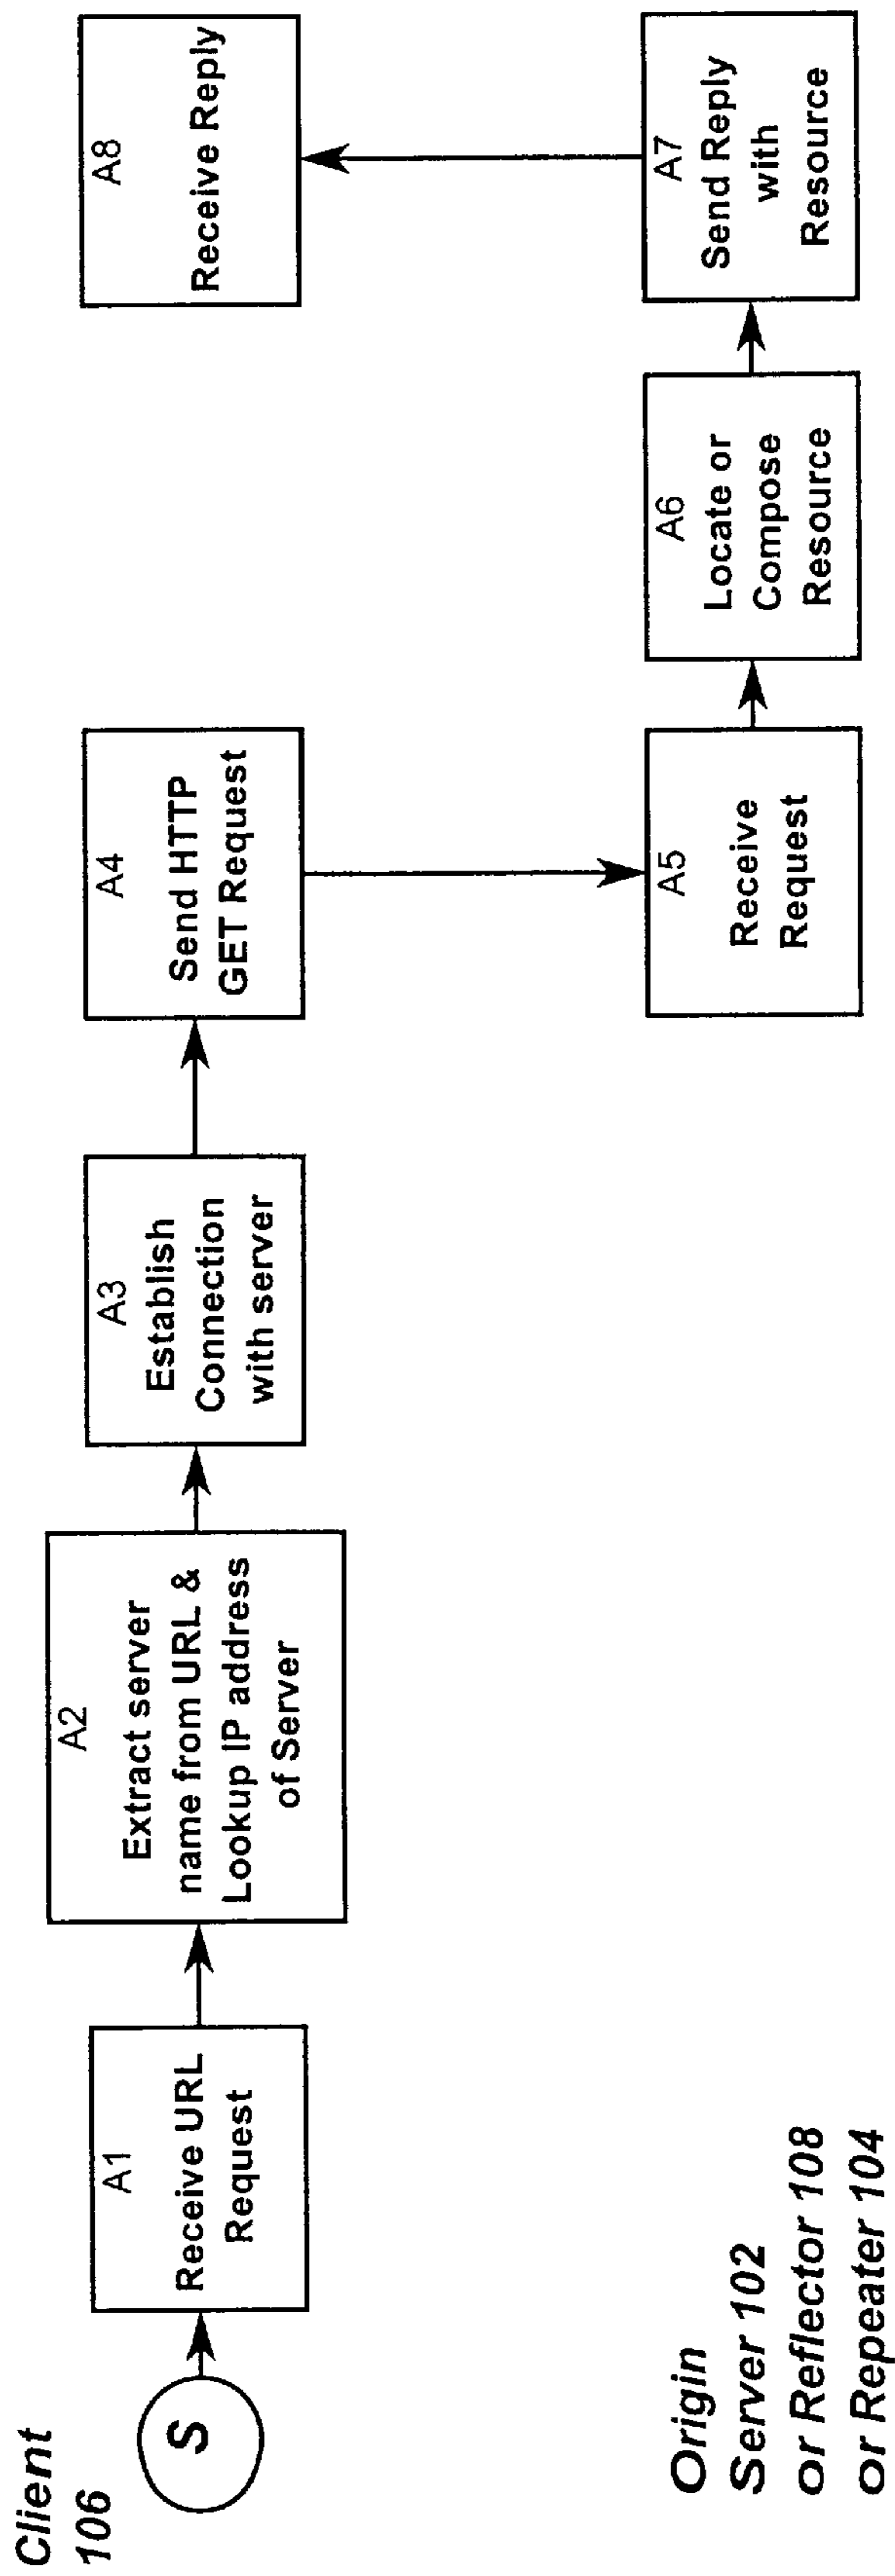 Client
106
S
A1
Receive URL
Request
A2
Extract server
name from URL &
Lookup IP address
of Server
A3
Establish
Connection
with server
A4
Send HTTP
GET Request
A8
Receive Reply
Origin
Server 102
or Reflector 108
or Repeater 104
A5
Receive
Request
A6
Locate or
Compose
Resource
A7
Send Reply
with
Resource